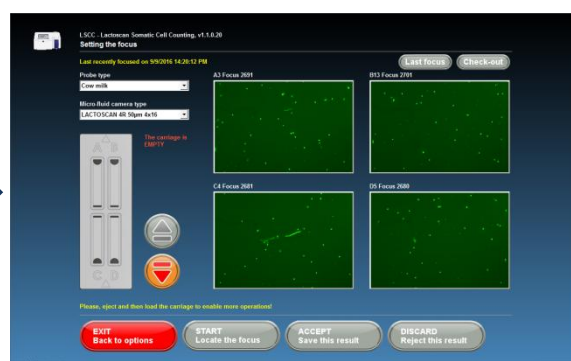 LSCC - Lactoscan Somatic Cell Counting, v1.1.0.20
Setting the focus
Last recently focused on 9/9/2016 14:20:12 PM
Last focus
Check-out
Probe type
Cow milk
A3 Focus 2691
B13 Focus 2701
Micro fluid camera type
LACTOSCAN 4R 50µm 4x16
The carriage is
EMPTY
A B
C4 Focus 2681
D5 Focus 2680
C D
Please, eject and then load the carriage to enable more operations!
EXIT
Back to options
START
Locate the focus
ACCEPT
Save this result
DISCARD
Reject this result